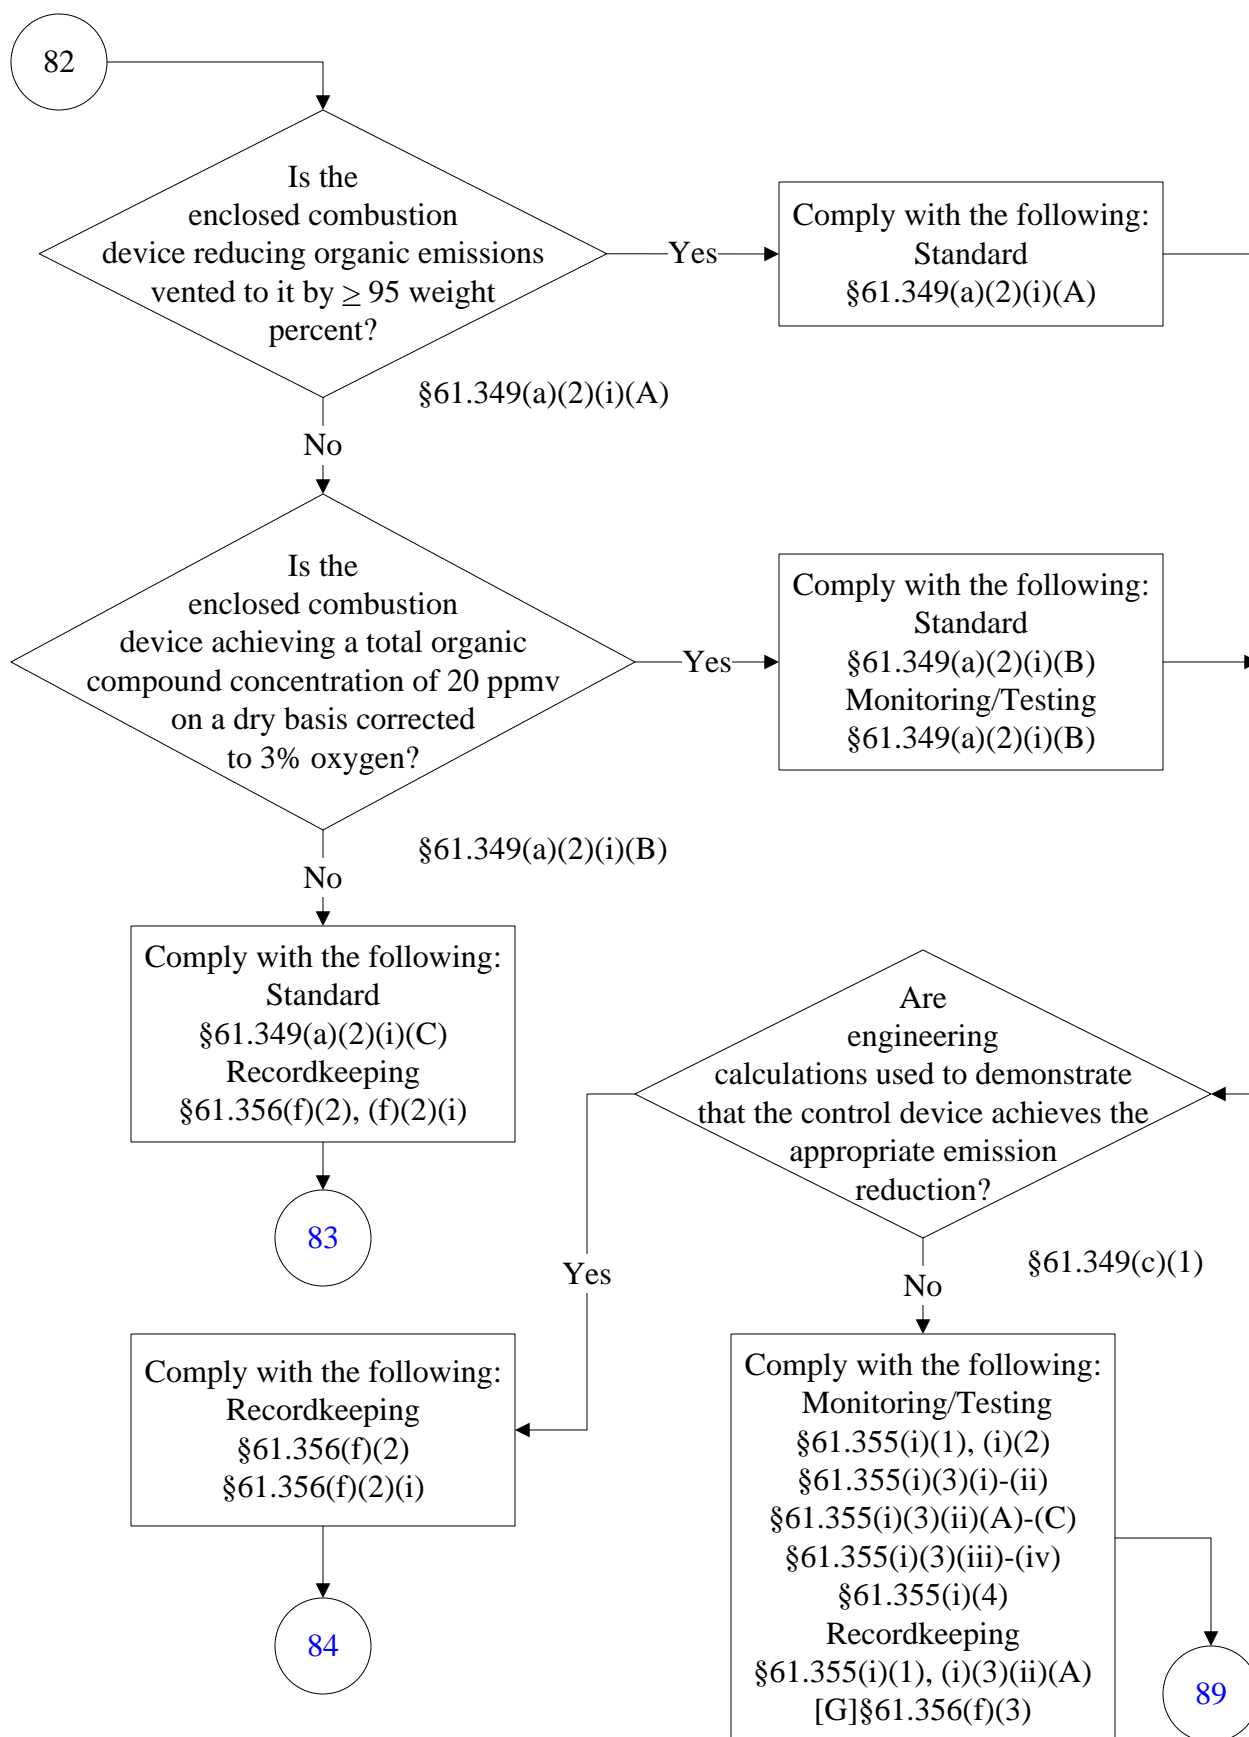 82
Is the
enclosed combustion
device reducing organic emissions
vented to it by ≥ 95 weight
percent?
Yes
Comply with the following:
Standard
§61.349(a)(2)(i)(A)
§61.349(a)(2)(i)(A)
No
Is the
enclosed combustion
device achieving a total organic
compound concentration of 20 ppmv
on a dry basis corrected
to 3% oxygen?
Yes
Comply with the following:
Standard
§61.349(a)(2)(i)(B)
Monitoring/Testing
§61.349(a)(2)(i)(B)
§61.349(a)(2)(i)(B)
No
Comply with the following:
Standard
§61.349(a)(2)(i)(C)
Recordkeeping
§61.356(f)(2), (f)(2)(i)
83
Are
engineering
calculations used to demonstrate
that the control device achieves the
appropriate emission
reduction?
§61.349(c)(1)
Yes
No
Comply with the following:
Recordkeeping
§61.356(f)(2)
§61.356(f)(2)(i)
84
Comply with the following:
Monitoring/Testing
§61.355(i)(1), (i)(2)
§61.355(i)(3)(i)-(ii)
§61.355(i)(3)(ii)(A)-(C)
§61.355(i)(3)(iii)-(iv)
§61.355(i)(4)
Recordkeeping
§61.355(i)(1), (i)(3)(ii)(A)
[G]§61.356(f)(3)
89